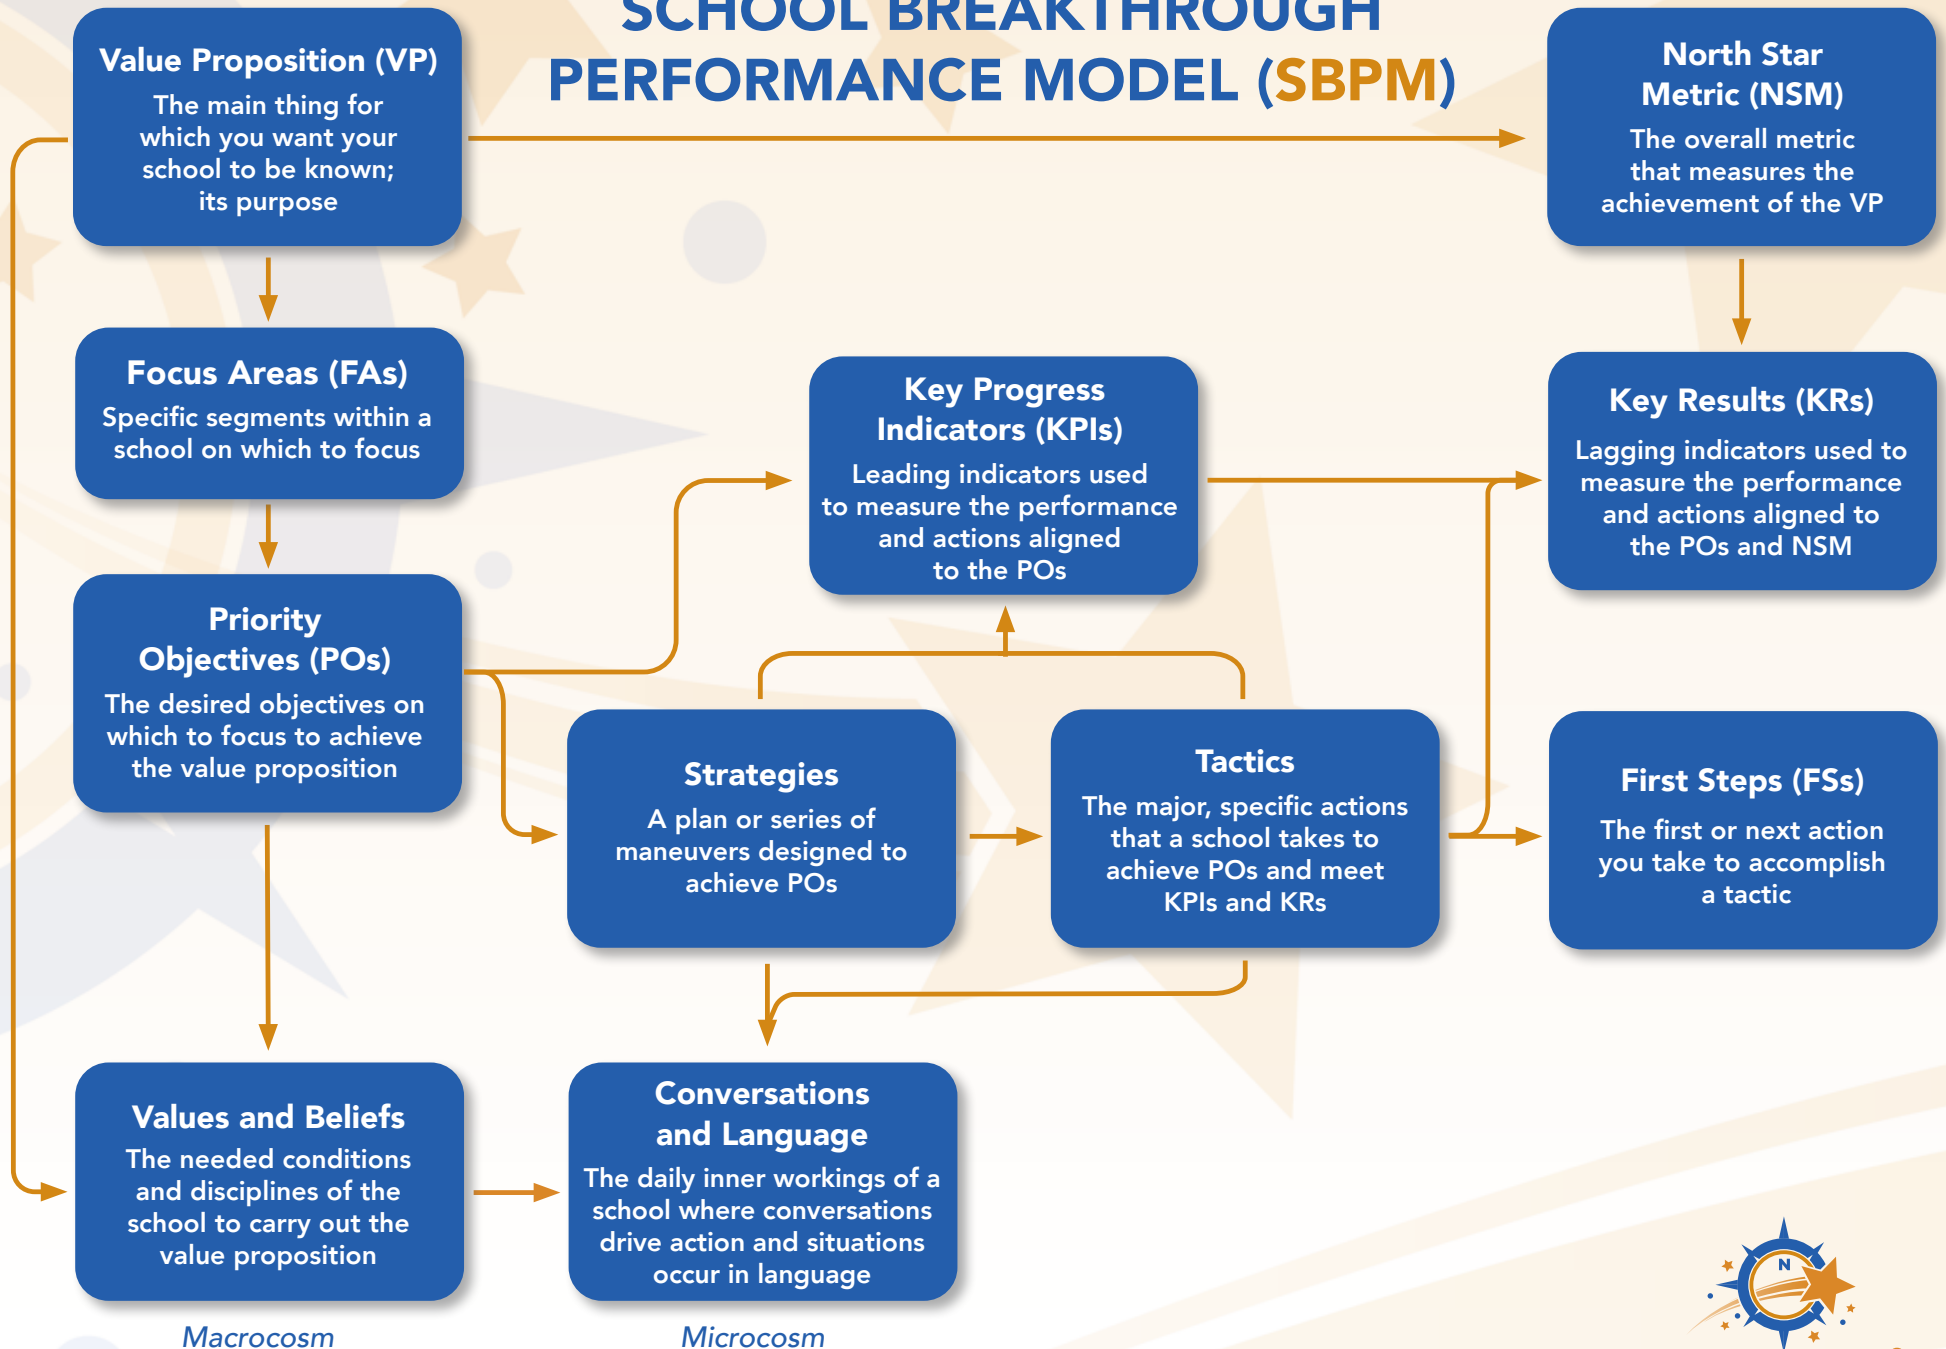 SCHOOL BREAKTHROUGH
PERFORMANCE MODEL (SBPM)
Value Proposition (VP)
The main thing for
which you want your
school to be known;
its purpose
North Star
Metric (NSM)
The overall metric
that measures the
achievement of the VP
Focus Areas (FAs)
Specific segments within a
school on which to focus
Key Progress
Indicators (KPIs)
Leading indicators used
to measure the performance
and actions aligned
to the POs
Key Results (KRs)
Lagging indicators used to
measure the performance
and actions aligned to
the POs and NSM
Priority
Objectives (POs)
The desired objectives on
which to focus to achieve
the value proposition
Strategies
A plan or series of
maneuvers designed to
achieve POs
Tactics
The major, specific actions
that a school takes to
achieve POs and meet
KPIs and KRs
First Steps (FSs)
The first or next action
you take to accomplish
a tactic
Values and Beliefs
The needed conditions
and disciplines of the
school to carry out the
value proposition
Conversations
and Language
The daily inner workings of a
school where conversations
drive action and situations
occur in language
Macrocosm
Microcosm
N